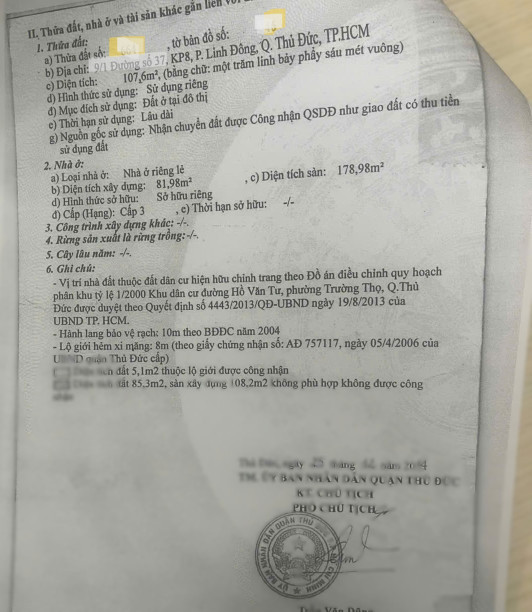 II, Thửa đất, nhà ở và tài sản khác gắn liền với
1. Thửa đất:
a) Thửa đất số: , tờ bản đồ số:
b) Địa chỉ: 9/1 Đường số 37, KP8, P. Linh Đông, Q. Thủ Đức, TP.HCM
c) Diện tích: 107,6m², (bằng chữ: một trăm linh bảy phẩy sáu mét vuông)
d) Hình thức sử dụng: Sử dụng riêng
đ) Mục đích sử dụng: Đất ở tại đô thị
e) Thời hạn sử dụng: Lâu dài
g) Nguồn gốc sử dụng: Nhận chuyển đất được Công nhận QSDĐ như giao đất có thu tiền
sử dụng đất
2. Nhà ở:
a) Loại nhà ở: Nhà ở riêng lẻ
b) Diện tích xây dựng: 81,98m² , c) Diện tích sàn: 178,98m²
d) Hình thức sở hữu: Sở hữu riêng
đ) Cấp (Hạng): Cấp 3 , e) Thời hạn sở hữu: -/-
3. Công trình xây dựng khác: -/-.
4. Rừng sản xuất là rừng trồng:-/-.
5. Cây lâu năm: -/-.
6. Ghi chú:
- Vị trí nhà đất thuộc đất dân cư hiện hữu chỉnh trang theo Đồ án điều chỉnh quy hoạch
phân khu tỷ lệ 1/2000 Khu dân cư đường Hồ Văn Tư, phường Trường Thọ, Q.Thủ
Đức được duyệt theo Quyết định số 4443/2013/QĐ-UBND ngày 19/8/2013 của
UBND TP. HCM.
- Hành lang bảo vệ rạch: 10m theo BĐĐC năm 2004
- Lộ giới hẻm xi măng: 8m (theo giấy chứng nhận số: AĐ 757117, ngày 05/4/2006 của
UBND quận Thủ Đức cấp)
đất 5,1m2 thuộc lộ giới được công nhận
đất 85,3m2, sàn xây dựng 108,2m2 không phù hợp không được công
ngày 25 tháng năm
TM. ỦY BAN NHÂN DÂN QUẬN THỦ ĐỨC
KT. CHỦ TỊCH
PHÓ CHỦ TỊCH